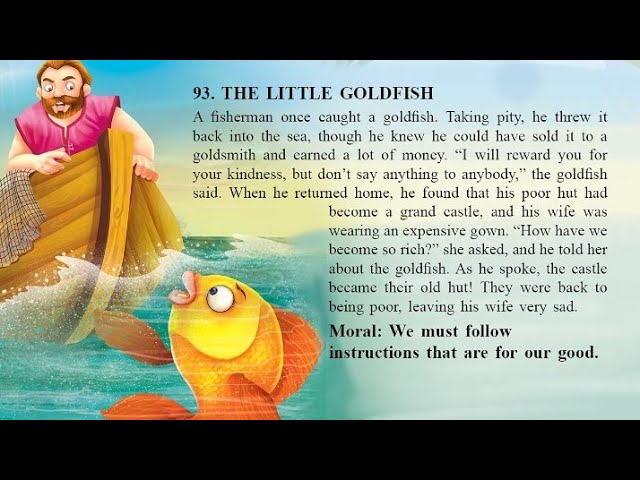 93. THE LITTLE GOLDFISH
A fisherman once caught a goldfish. Taking pity, he threw it
back into the sea, though he knew he could have sold it to a
goldsmith and earned a lot of money. “I will reward you for
your kindness, but don’t say anything to anybody,” the goldfish
said. When he returned home, he found that his poor hut had
become a grand castle, and his wife was
wearing an expensive gown. “How have we
become so rich?” she asked, and he told her
about the goldfish. As he spoke, the castle
became their old hut! They were back to
being poor, leaving his wife very sad.
Moral: We must follow
instructions that are for our good.